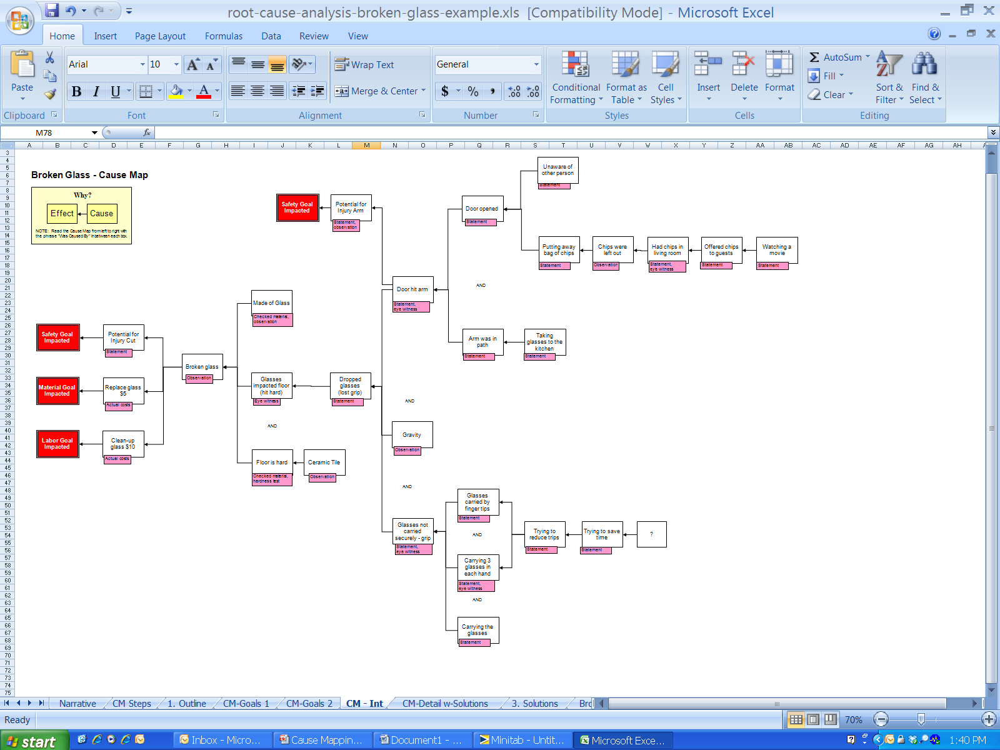 root-cause-analysis-broken-glass-example.xls [Compatibility Mode] - Microsoft Excel
Home Insert Page Layout Formulas Data Review View
Arial 10 Wrap Text General AutoSum
Paste Conditional Formatting Format as Table Cell Styles Insert Delete Format Fill Sort & Filter Find & Select
B I U Merge & Center $ % , .00 .00 Clear
Clipboard Font Alignment Number Styles Cells Editing
M78 fx
A B C D E F G H I J K L M N O P Q R S T U V W X Y Z AA AB AC AD AE AF AG AH
3
4
5
6
7
8
9
10
11
12
13
14
15
16
17
18
19
20
21
22
23
24
25
26
27
28
29
30
31
32
33
34
35
36
37
38
39
40
41
42
43
44
45
46
47
48
49
50
51
52
53
54
55
56
57
58
59
60
61
62
63
64
65
66
67
68
69
70
71
72
73
74
75
Broken Glass - Cause Map
Why?
Effect Cause
NOTE: Read the Cause Map from left to right with
the phrase "Was Caused By" in between each box.
Safety Goal
Impacted
Potential for
Injury Arm
Statement,
observation
Door opened
Statement
Unaware of
other person
Statement
Putting away
bag of chips
Statement
Chips were
left out
Observation
Had chips in
living room
Statement,
eye witness
Offered chips
to guests
Statement
Watching a
movie
Statement
AND
Door hit arm
Statement,
eye witness
Arm was in
path
Statement
Taking
glasses to the
kitchen
Statement
Made of Glass
Checked material,
observation
Safety Goal
Impacted
Potential for
Injury Cut
Statement
Broken glass
Observation
Material Goal
Impacted
Replace glass
$5
Actual costs
Labor Goal
Impacted
Clean-up
glass $10
Actual costs
Glasses
impacted floor
(hit hard)
Eye witness
Dropped
glasses
(lost grip)
Statement
AND
AND
Gravity
Observation
Floor is hard
Checked material,
hardness test
Ceramic Tile
Observation
AND
Glasses not
carried
securely - grip
Statement,
eye witness
Glasses
carried by
finger tips
Statement
AND
Carrying 3
glasses in
each hand
Statement,
eye witness
AND
Carrying the
glasses
Statement
Trying to
reduce trips
Statement
Trying to save
time
Statement
?
Narrative CM Steps 1. Outline CM-Goals 1 CM-Goals 2 CM - Int CM-Detail w-Solutions 3. Solutions Bro
Ready 70%
start Inbox - Micro... Cause Mappin... Document1 - ... Minitab - Untit... Microsoft Exce... 1:40 PM